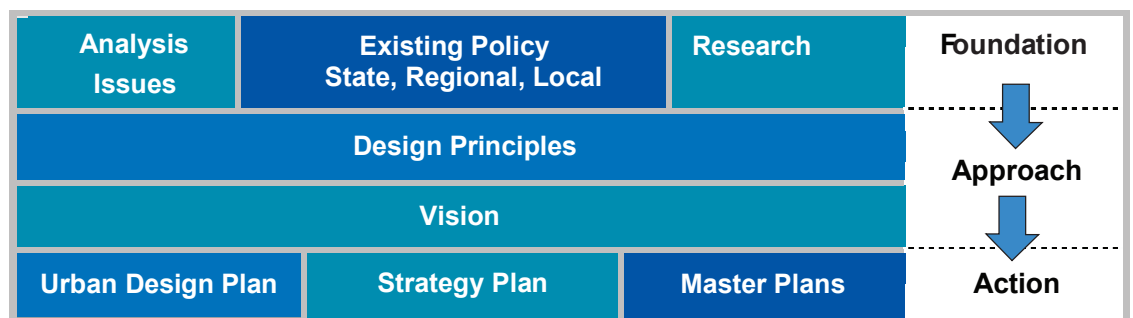 Analysis
Issues
Existing Policy
State, Regional, Local
Research
Foundation
Design Principles
Approach
Vision
Urban Design Plan
Strategy Plan
Master Plans
Action